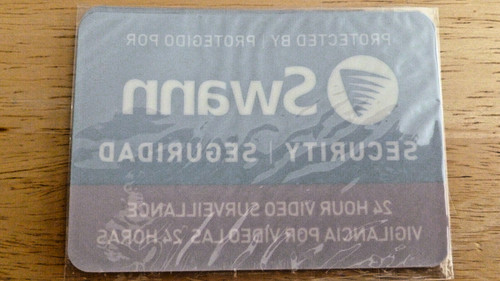 PROTECTED BY | PROTEGIDO POR
Swann
SECURITY | SEGURIDAD
24 HOUR VIDEO SURVEILLANCE
VIGILANCIA POR VIDEO LAS 24 HORAS